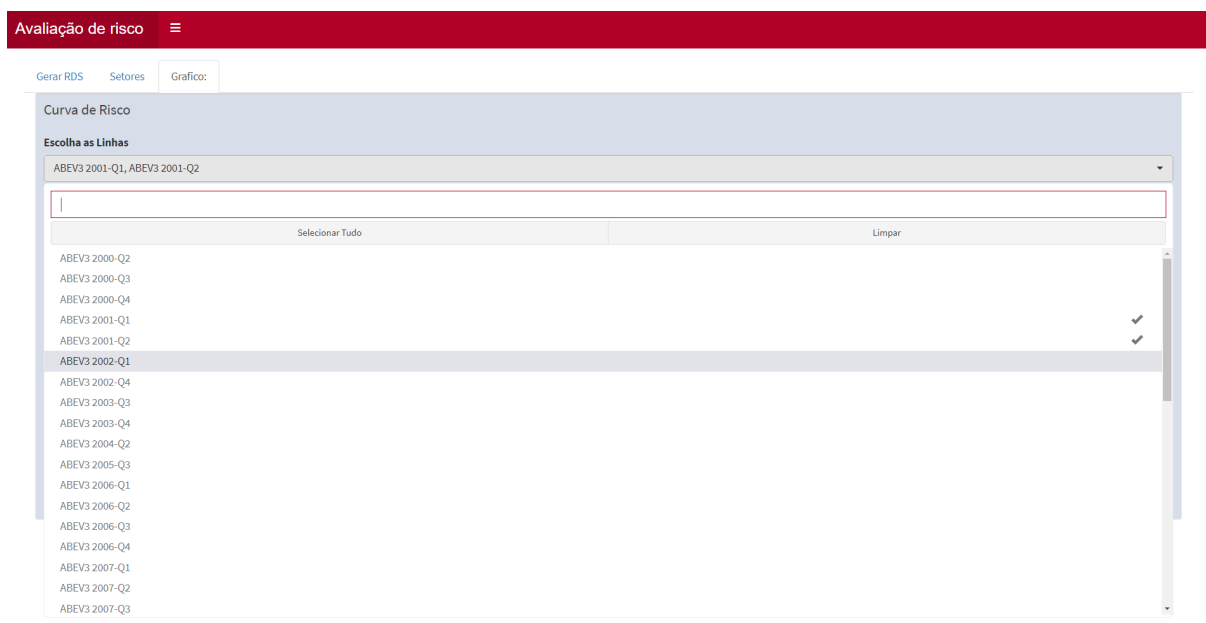 Avaliação de risco
Gerar RDS Setores Grafico:
Curva de Risco
Escolha as Linhas
ABEV3 2001-Q1, ABEV3 2001-Q2
Selecionar Tudo Limpar
ABEV3 2000-Q2
ABEV3 2000-Q3
ABEV3 2000-Q4
ABEV3 2001-Q1
ABEV3 2001-Q2
ABEV3 2002-Q1
ABEV3 2002-Q4
ABEV3 2003-Q3
ABEV3 2003-Q4
ABEV3 2004-Q2
ABEV3 2005-Q3
ABEV3 2006-Q1
ABEV3 2006-Q2
ABEV3 2006-Q3
ABEV3 2006-Q4
ABEV3 2007-Q1
ABEV3 2007-Q2
ABEV3 2007-Q3